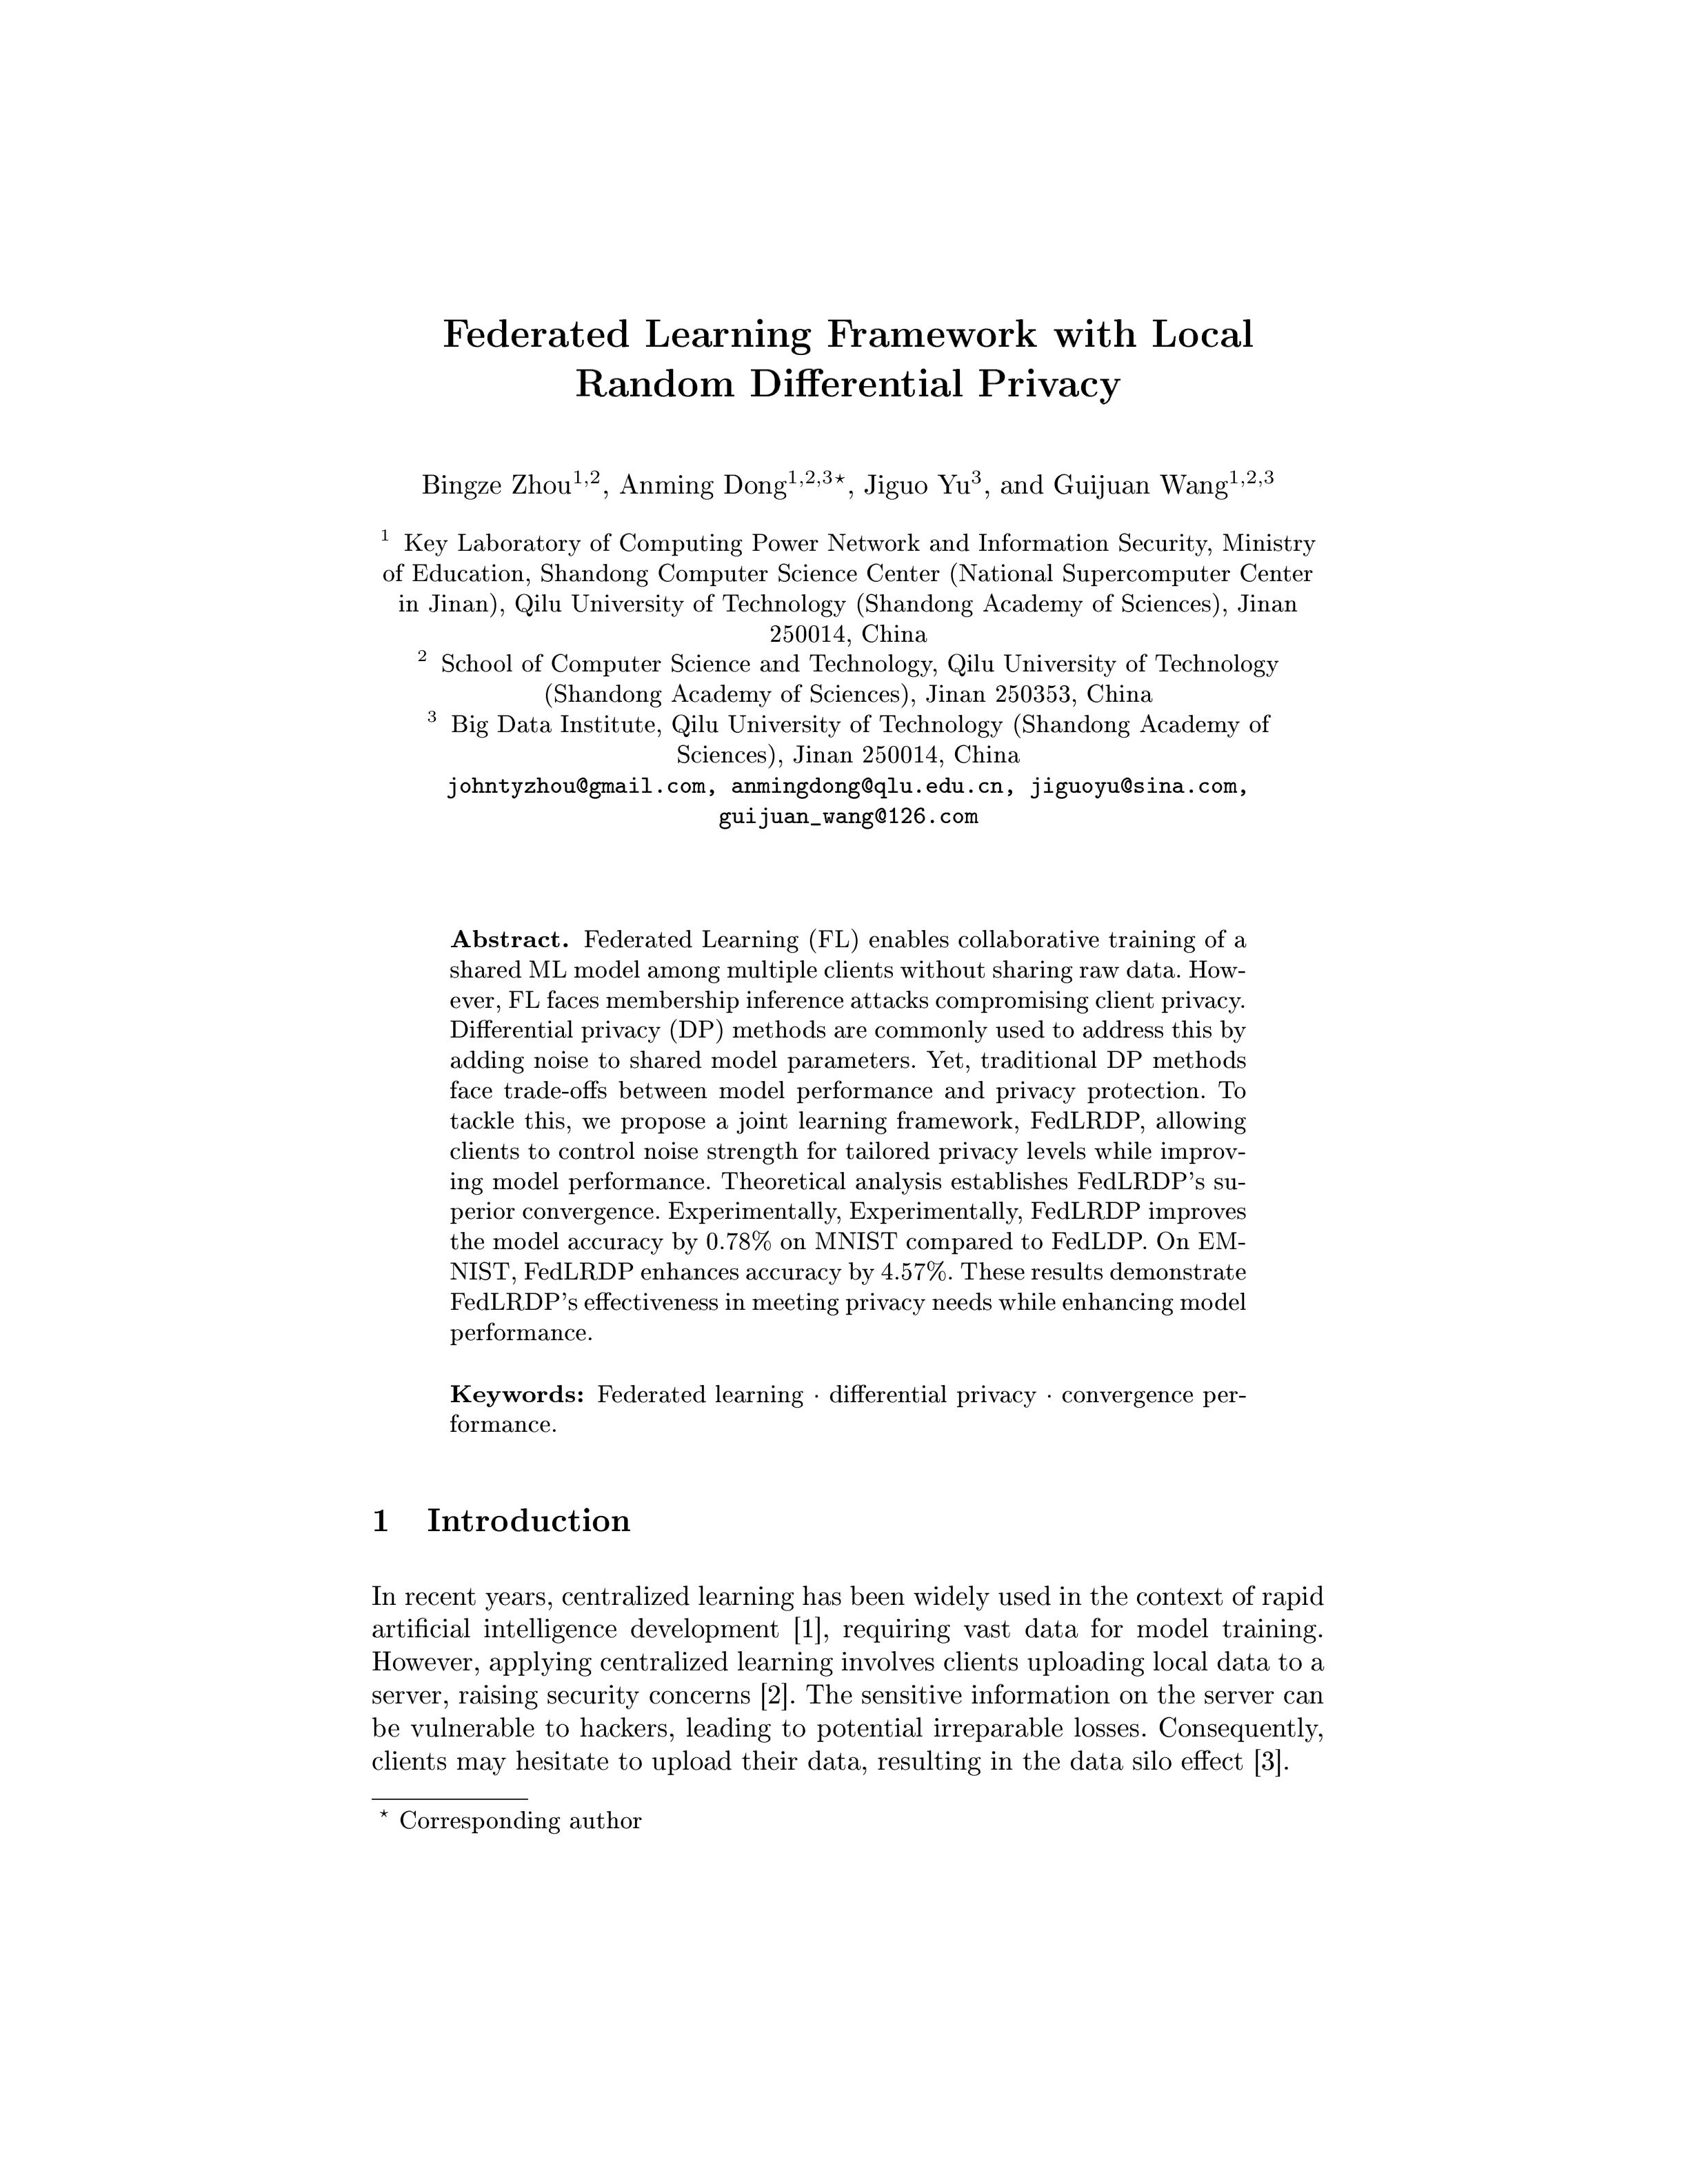 Federated Learning Framework with Local
Random Differential Privacy
Bingze Zhou1,2, Anming Dong1,2,3⋆, Jiguo Yu3, and Guijuan Wang1,2,3
1 Key Laboratory of Computing Power Network and Information Security, Ministry
of Education, Shandong Computer Science Center (National Supercomputer Center
in Jinan), Qilu University of Technology (Shandong Academy of Sciences), Jinan
250014, China
2 School of Computer Science and Technology, Qilu University of Technology
(Shandong Academy of Sciences), Jinan 250353, China
3 Big Data Institute, Qilu University of Technology (Shandong Academy of
Sciences), Jinan 250014, China
johntyzhou@gmail.com, anmingdong@qlu.edu.cn, jiguoyu@sina.com,
guijuan_wang@126.com
Abstract. Federated Learning (FL) enables collaborative training of a
shared ML model among multiple clients without sharing raw data. How-
ever, FL faces membership inference attacks compromising client privacy.
Differential privacy (DP) methods are commonly used to address this by
adding noise to shared model parameters. Yet, traditional DP methods
face trade-offs between model performance and privacy protection. To
tackle this, we propose a joint learning framework, FedLRDP, allowing
clients to control noise strength for tailored privacy levels while improv-
ing model performance. Theoretical analysis establishes FedLRDP's su-
perior convergence. Experimentally, Experimentally, FedLRDP improves
the model accuracy by 0.78% on MNIST compared to FedLDP. On EM-
NIST, FedLRDP enhances accuracy by 4.57%. These results demonstrate
FedLRDP's effectiveness in meeting privacy needs while enhancing model
performance.
Keywords: Federated learning · differential privacy · convergence per-
formance.
1 Introduction
In recent years, centralized learning has been widely used in the context of rapid
artificial intelligence development [1], requiring vast data for model training.
However, applying centralized learning involves clients uploading local data to a
server, raising security concerns [2]. The sensitive information on the server can
be vulnerable to hackers, leading to potential irreparable losses. Consequently,
clients may hesitate to upload their data, resulting in the data silo effect [3].
⋆ Corresponding author